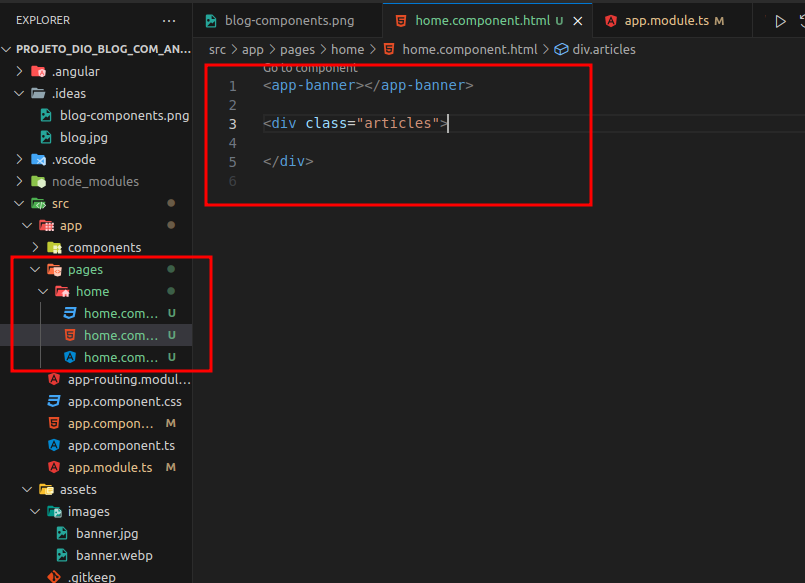 EXPLORER ...
blog-components.png
home.component.html U
app.module.ts M
PROJETO_DIO_BLOG_COM_AN...
src > app > pages > home > home.component.html > div.articles
.angular
.ideas
blog-components.png
blog.jpg
.vscode
node_modules
src
app
components
pages
home
home.com... U
home.com... U
home.com... U
app-routing.modul...
app.component.css
app.compon... M
app.component.ts
app.module.ts M
assets
images
banner.jpg
banner.webp
.gitkeep
Go to component
1 <app-banner></app-banner>
2
3 <div class="articles">
4
5 </div>
6